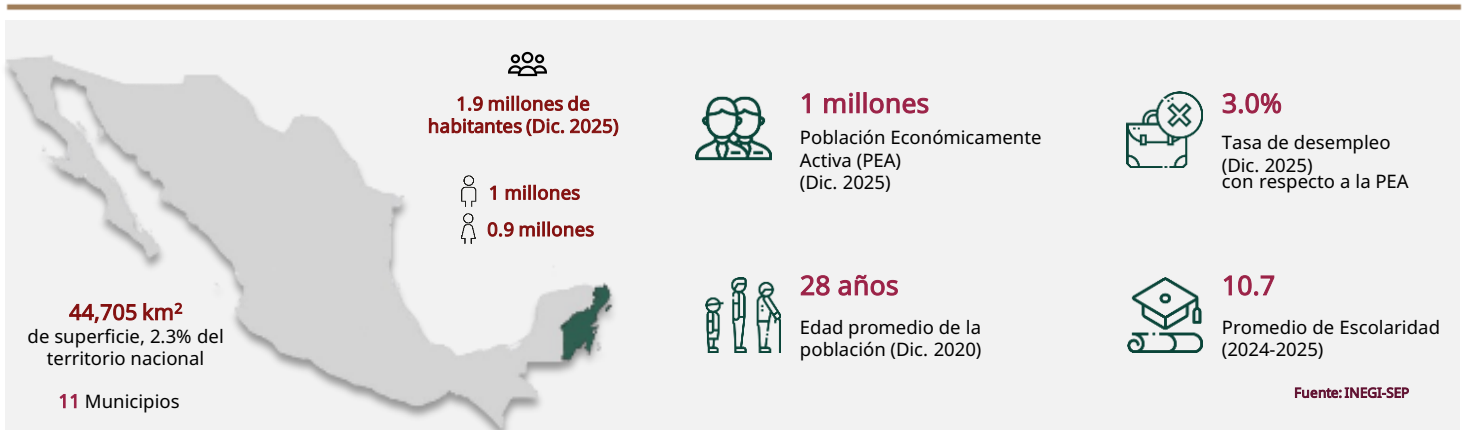 1.9 millones de
habitantes (Dic. 2025)
1 millones
0.9 millones
44,705 km²
de superficie, 2.3% del
territorio nacional
11 Municipios
1 millones
Población Económicamente
Activa (PEA)
(Dic. 2025)
3.0%
Tasa de desempleo
(Dic. 2025)
con respecto a la PEA
28 años
Edad promedio de la
población (Dic. 2020)
10.7
Promedio de Escolaridad
(2024-2025)
Fuente: INEGI-SEP